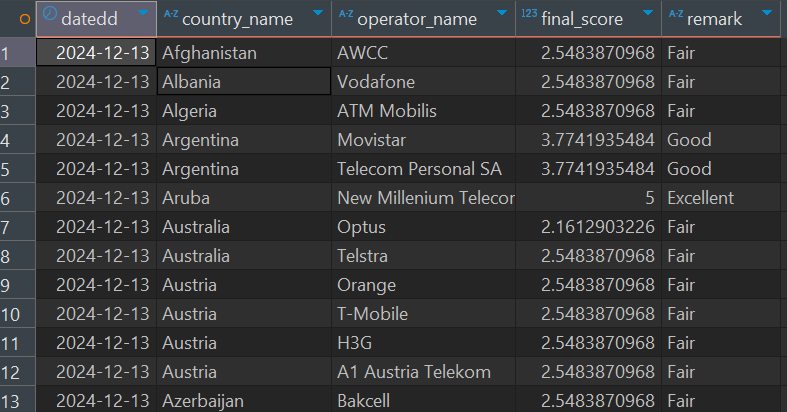 datedd A-Z country_name A-Z operator_name 123 final_score A-Z remark
1 2024-12-13 Afghanistan AWCC 2.5483870968 Fair
2 2024-12-13 Albania Vodafone 2.5483870968 Fair
3 2024-12-13 Algeria ATM Mobilis 2.5483870968 Fair
4 2024-12-13 Argentina Movistar 3.7741935484 Good
5 2024-12-13 Argentina Telecom Personal SA 3.7741935484 Good
6 2024-12-13 Aruba New Millenium Telecor 5 Excellent
7 2024-12-13 Australia Optus 2.1612903226 Fair
8 2024-12-13 Australia Telstra 2.5483870968 Fair
9 2024-12-13 Austria Orange 2.5483870968 Fair
10 2024-12-13 Austria T-Mobile 2.5483870968 Fair
11 2024-12-13 Austria H3G 2.5483870968 Fair
12 2024-12-13 Austria A1 Austria Telekom 2.5483870968 Fair
13 2024-12-13 Azerbaijan Bakcell 2.5483870968 Fair